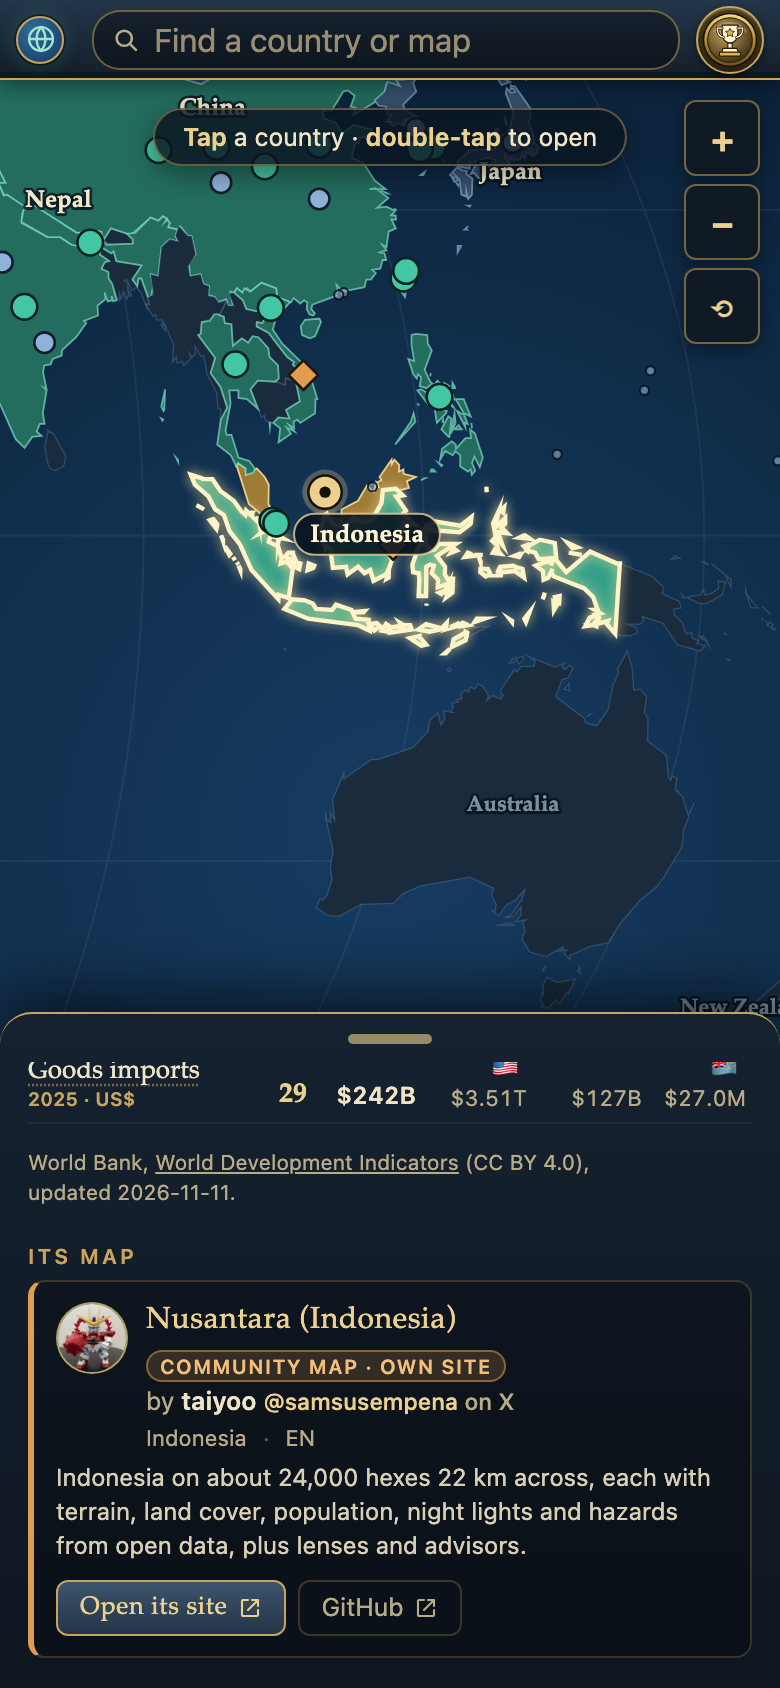 Find a country or map
China
Tap a country · double-tap to open
Japan
Nepal
+
−
Indonesia
Australia
New Zeal
Goods imports
2025 · US$
29
$242B
$3.51T
$127B
$27.0M
World Bank, World Development Indicators (CC BY 4.0),
updated 2026-11-11.
ITS MAP
Nusantara (Indonesia)
COMMUNITY MAP · OWN SITE
by taiyoo @samsusempena on X
Indonesia · EN
Indonesia on about 24,000 hexes 22 km across, each with
terrain, land cover, population, night lights and hazards
from open data, plus lenses and advisors.
Open its site
GitHub